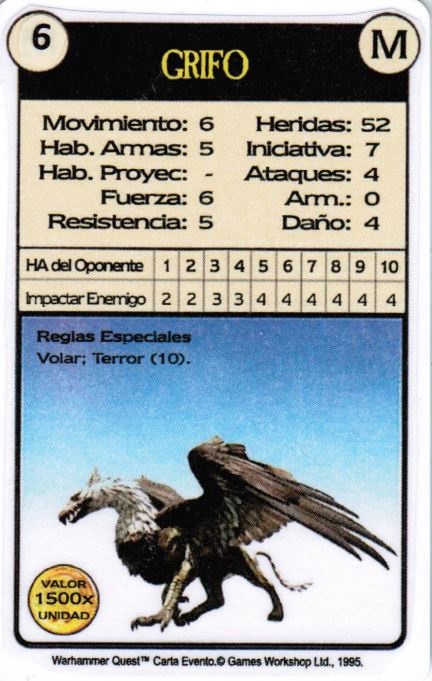 6
M
GRIFO
Movimiento: 6 Heridas: 52
Hab. Armas: 5 Iniciativa: 7
Hab. Proyec: - Ataques: 4
Fuerza: 6 Arm.: 0
Resistencia: 5 Daño: 4
HA del Oponente 1 2 3 4 5 6 7 8 9 10
Impactar Enemigo 2 2 3 3 4 4 4 4 4 4
Reglas Especiales
Volar; Terror (10).
VALOR
1500x
UNIDAD
Warhammer Quest™ Carta Evento.© Games Workshop Ltd., 1995.